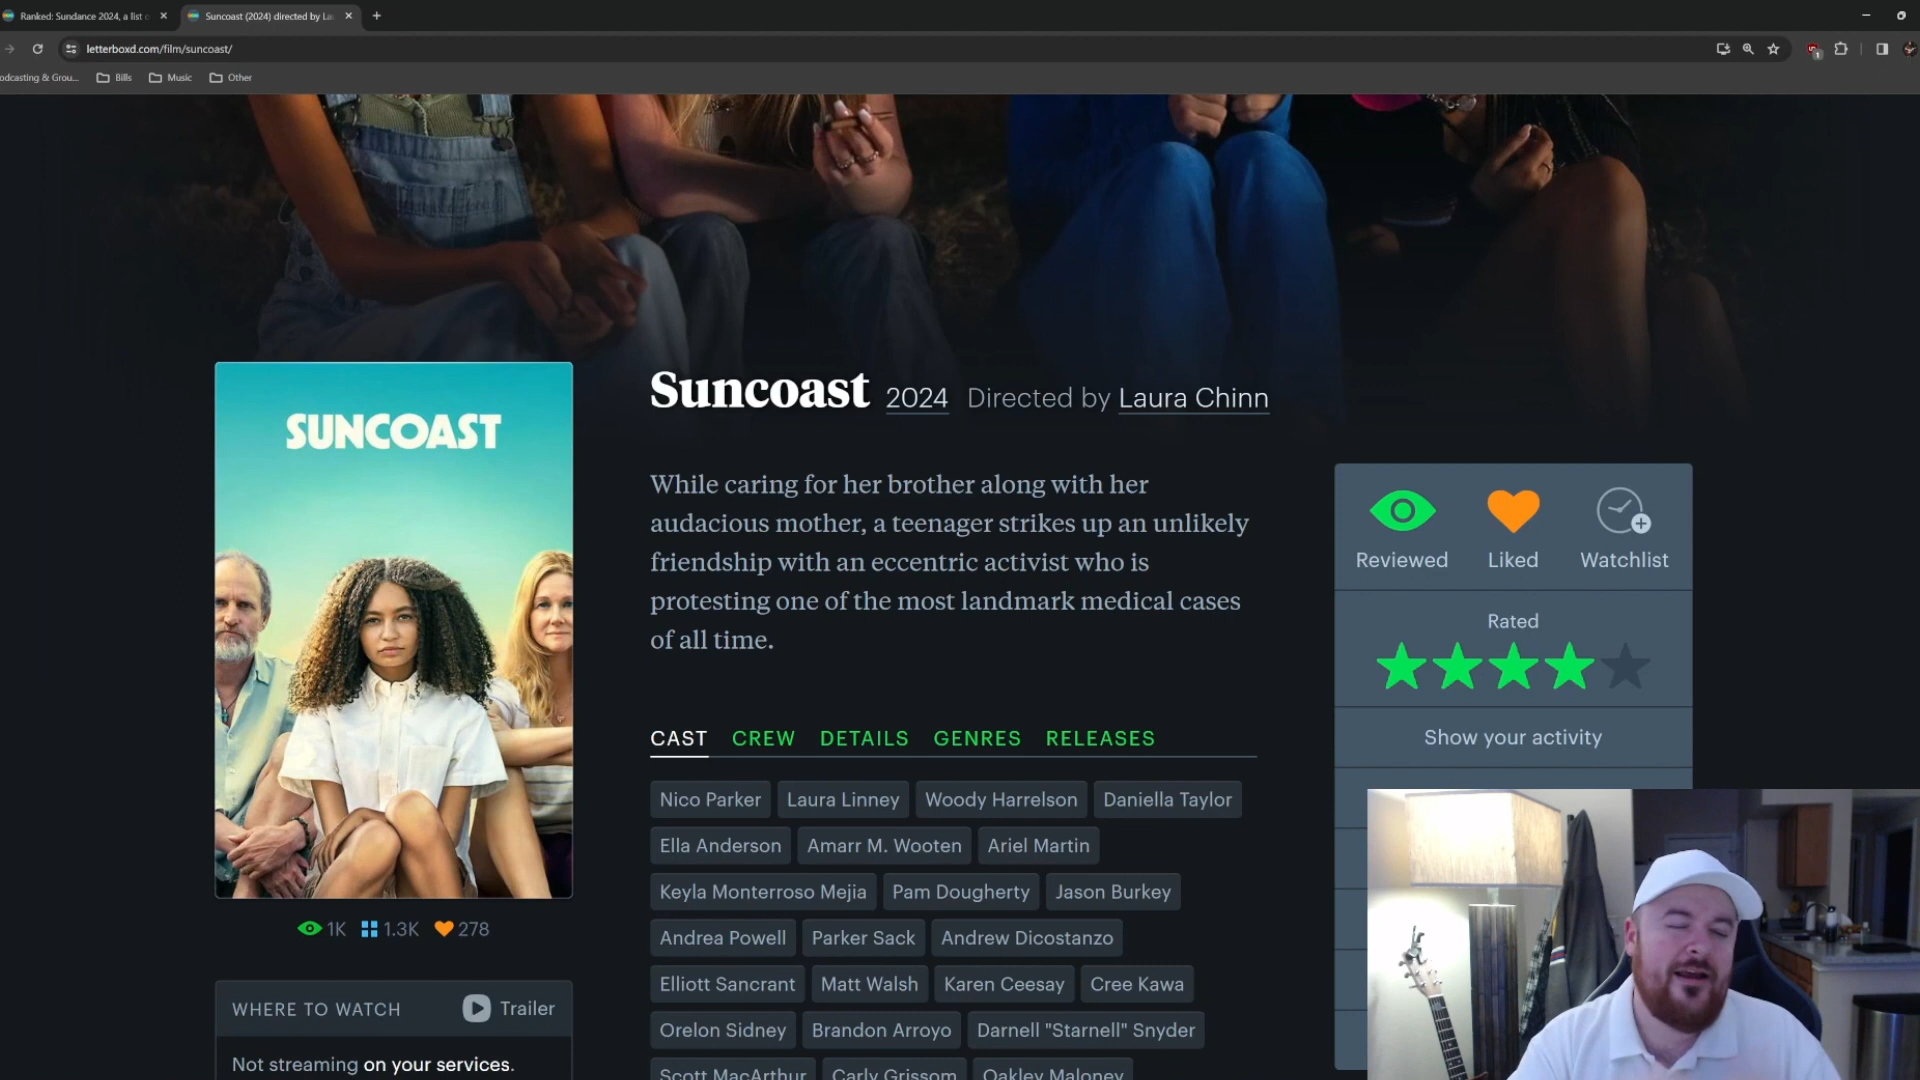 Ranked: Sundance 2024, a list
Suncoast (2024) directed by La
letterboxd.com/film/suncoast/
1
odcasting & Grou...
Bills
Music
Other
SUNCOAST
Suncoast 2024 Directed by Laura Chinn
While caring for her brother along with her
audacious mother, a teenager strikes up an unlikely
friendship with an eccentric activist who is
protesting one of the most landmark medical cases
of all time.
Reviewed
Liked
Watchlist
Rated
Show your activity
CAST CREW DETAILS GENRES RELEASES
Nico Parker Laura Linney Woody Harrelson Daniella Taylor
Ella Anderson Amarr M. Wooten Ariel Martin
Keyla Monterroso Mejia Pam Dougherty Jason Burkey
Andrea Powell Parker Sack Andrew Dicostanzo
Elliott Sancrant Matt Walsh Karen Ceesay Cree Kawa
Orelon Sidney Brandon Arroyo Darnell "Starnell" Snyder
Scott MacArthur Carly Grissom Oakley Maloney
1K 1.3K 278
WHERE TO WATCH
Trailer
Not streaming on your services.